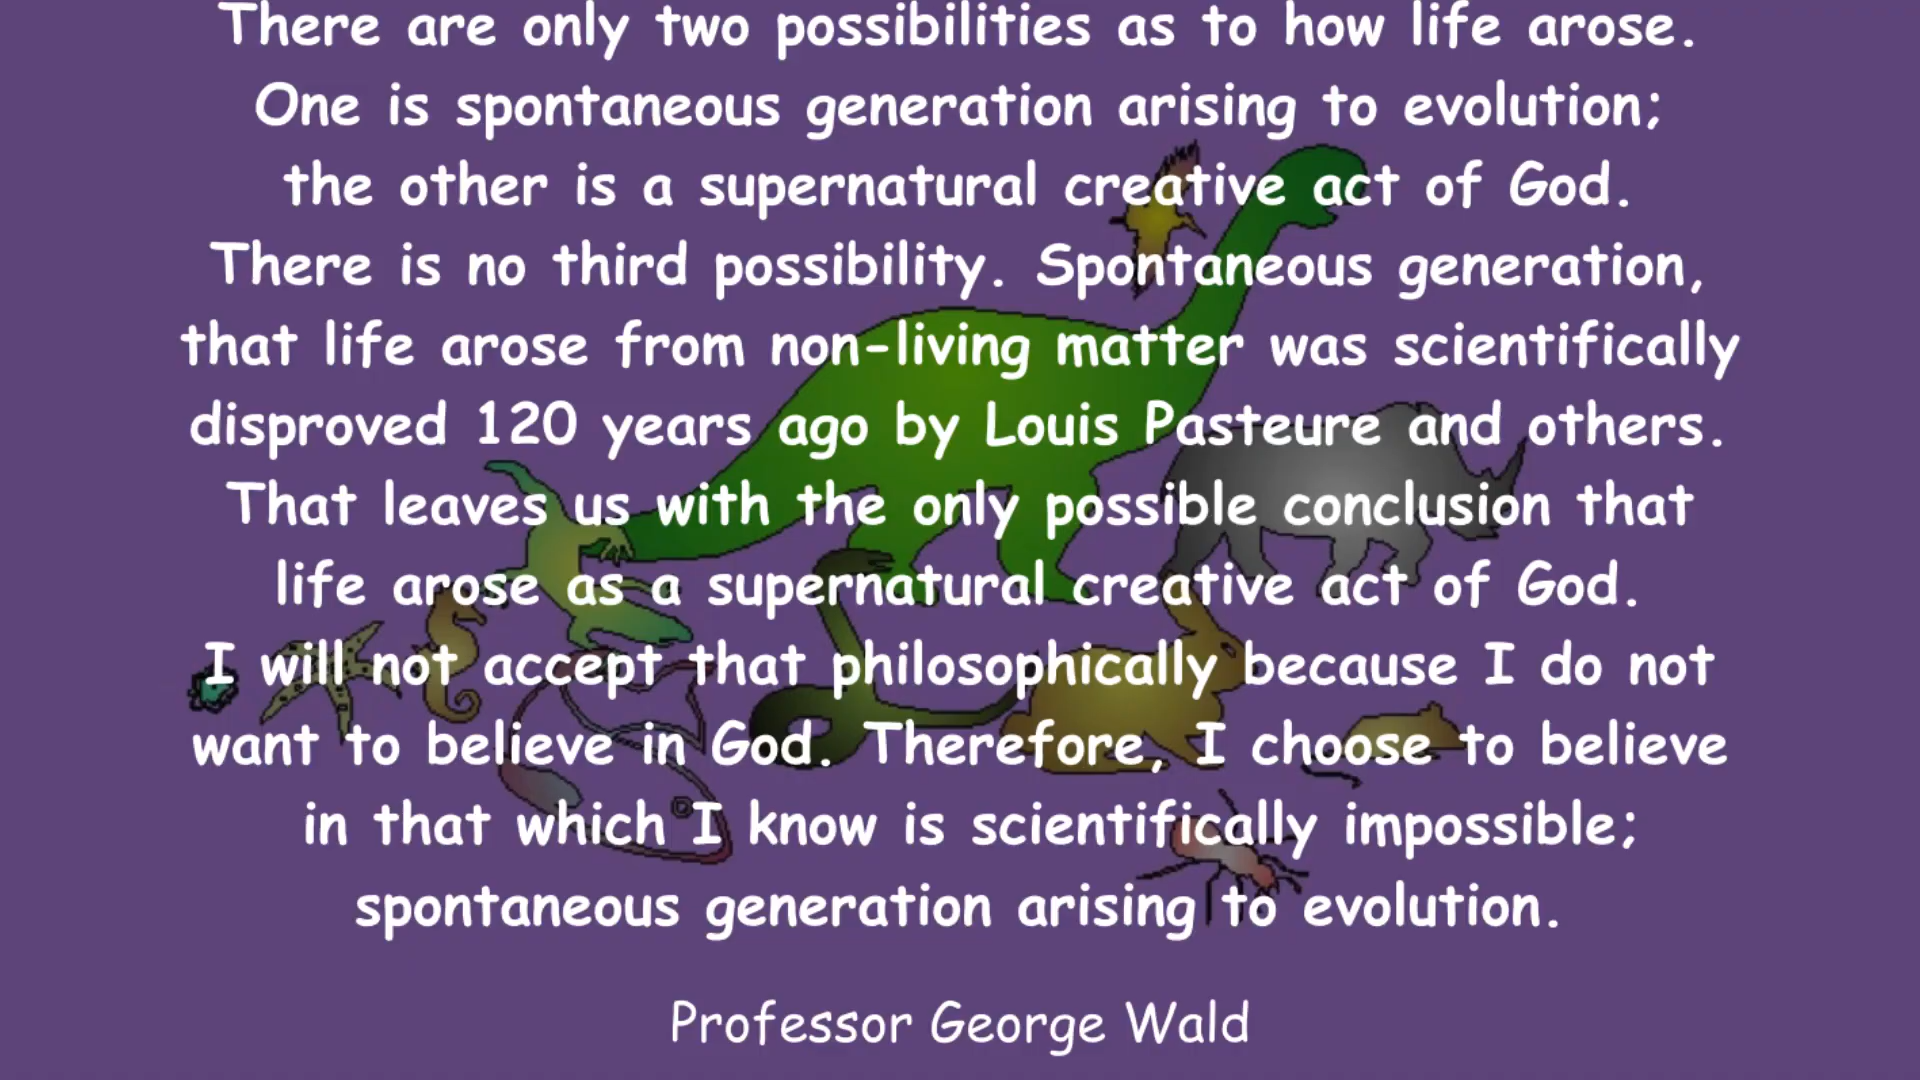 There are only two possibilities as to how life arose.
One is spontaneous generation arising to evolution;
the other is a supernatural creative act of God.
There is no third possibility. Spontaneous generation,
that life arose from non-living matter was scientifically
disproved 120 years ago by Louis Pasteure and others.
That leaves us with the only possible conclusion that
life arose as a supernatural creative act of God.
I will not accept that philosophically because I do not
want to believe in God. Therefore, I choose to believe
in that which I know is scientifically impossible;
spontaneous generation arising to evolution.
Professor George Wald